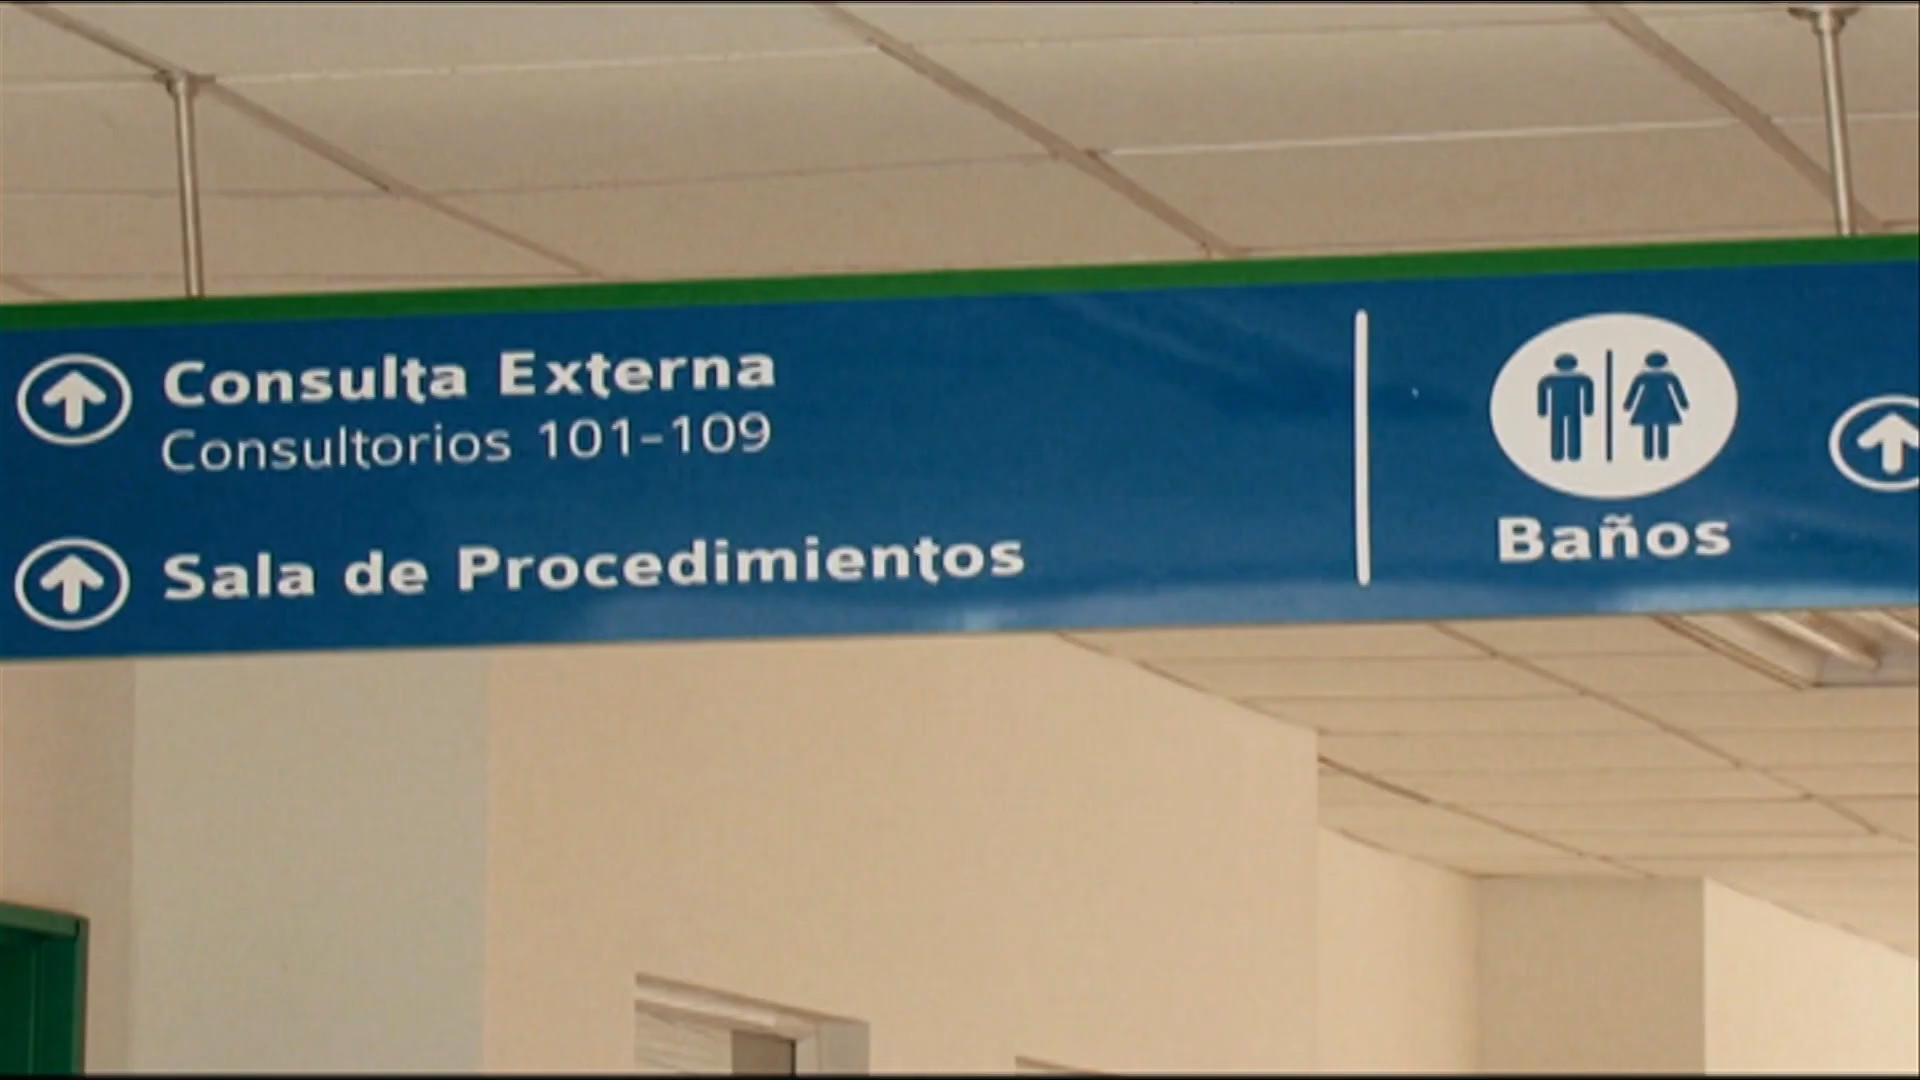 Consulta Externa
Consultorios 101-109
Sala de Procedimientos
Baños